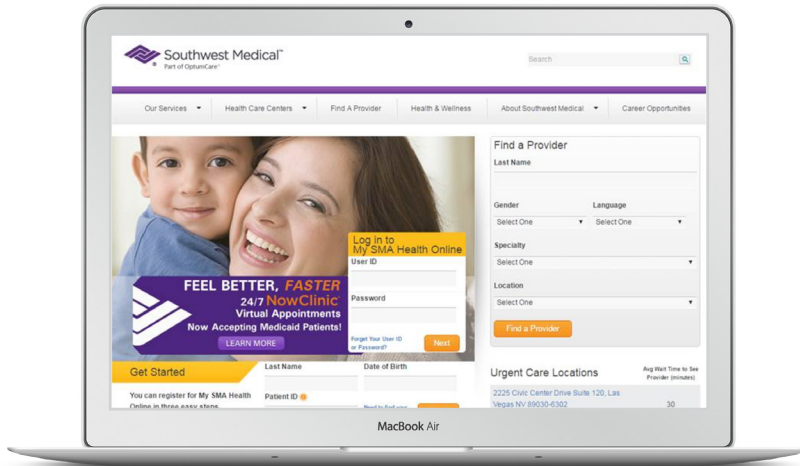 Southwest Medical™
Part of OptumCare™
Search
Our Services
Health Care Centers
Find A Provider
Health & Wellness
About Southwest Medical
Career Opportunities
Find a Provider
Last Name
Gender
Language
Select One
Select One
Specialty
Select One
Location
Select One
Find a Provider
Log in to
My SMA Health Online
User ID
Password
Forget Your User ID
or Password?
Next
FEEL BETTER, FASTER
24/7 NowClinic
Virtual Appointments
Now Accepting Medicaid Patients!
LEARN MORE
Get Started
You can register for My SMA Health
Online in three easy steps.
Last Name
Date of Birth
Patient ID
Urgent Care Locations
Avg Wait Time to See
Provider (minutes)
2225 Civic Center Drive Suite 120, Las
Vegas NV 89030-6302
30
MacBook Air